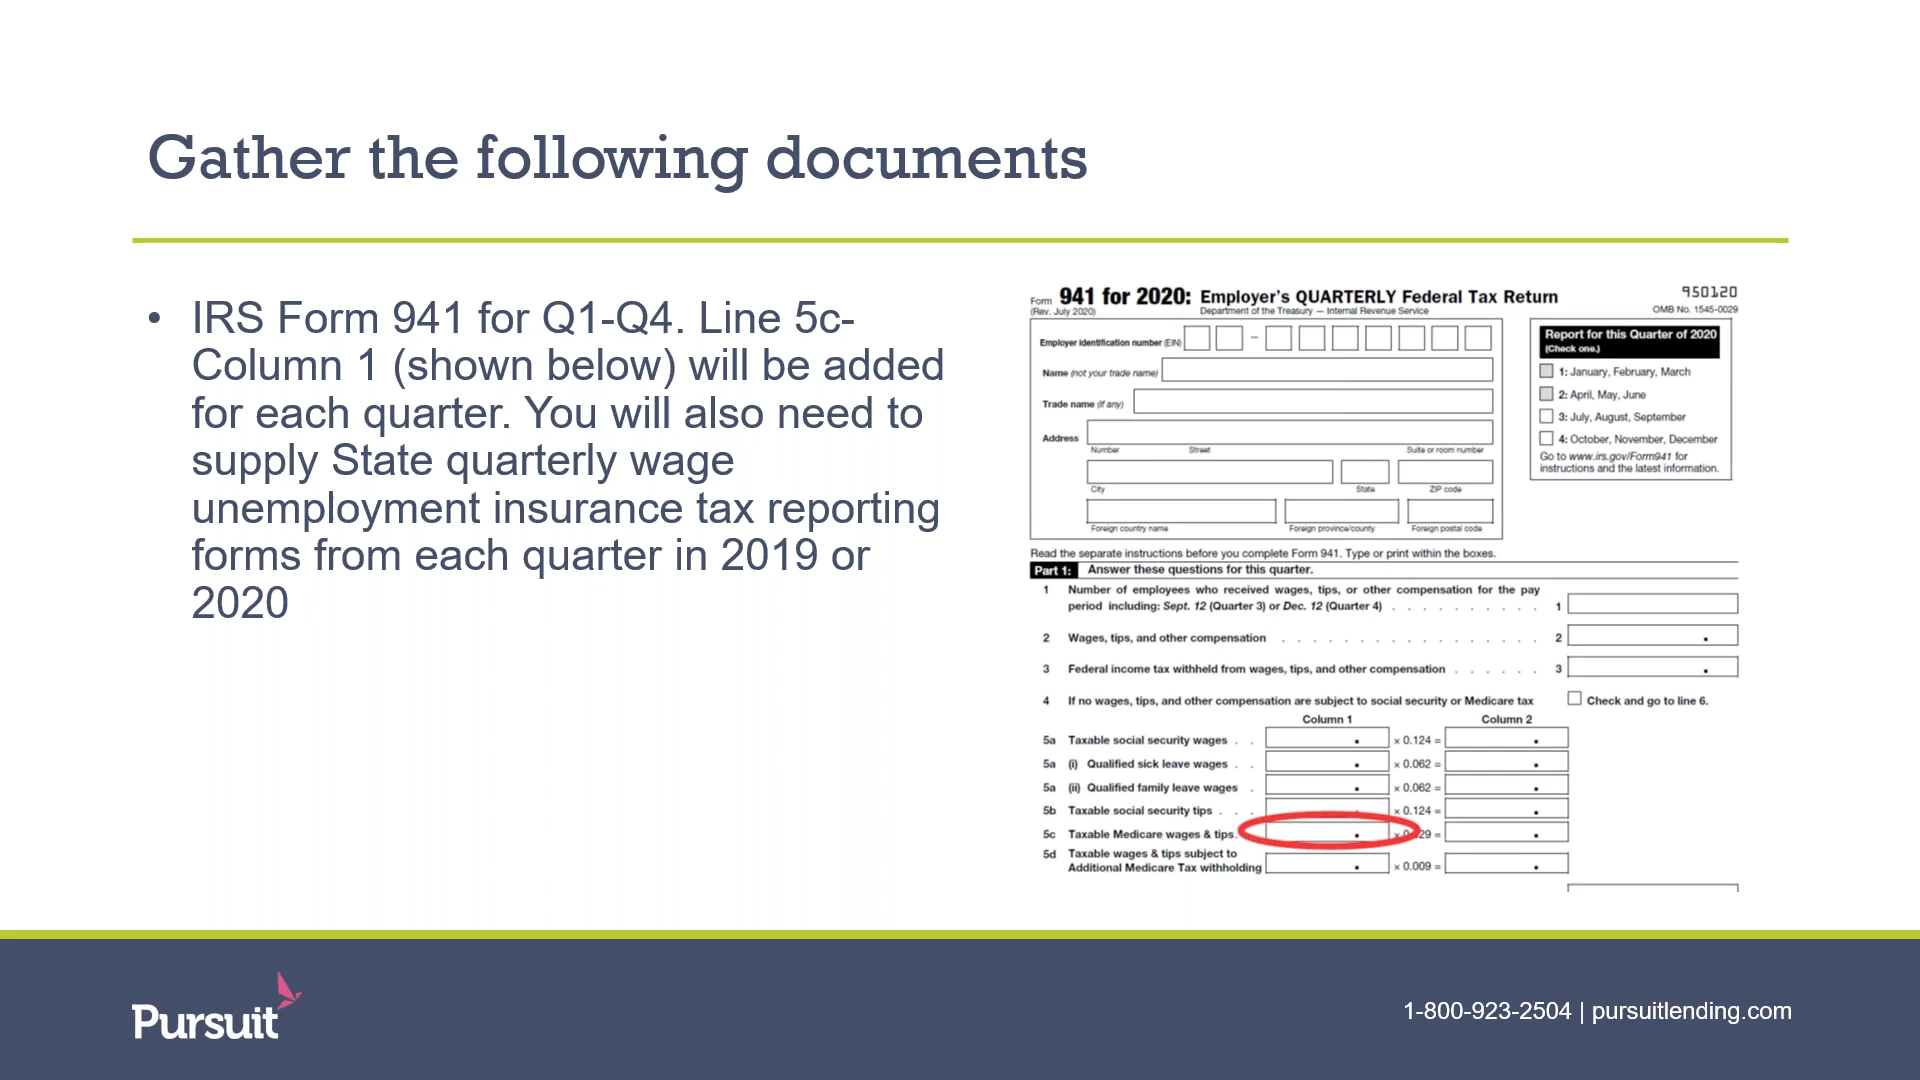 Gather the following documents
• IRS Form 941 for Q1-Q4. Line 5c-
Column 1 (shown below) will be added
for each quarter. You will also need to
supply State quarterly wage
unemployment insurance tax reporting
forms from each quarter in 2019 or
2020
Form 941 for 2020: Employer's QUARTERLY Federal Tax Return
(Rev. July 2020) Department of the Treasury — Internal Revenue Service
950120
OMB No. 1545-0029
Employer identification number (EIN) –
Name (not your trade name)
Trade name (if any)
Address
Number Street Suite or room number
City State ZIP code
Foreign country name Foreign province/county Foreign postal code
Report for this Quarter of 2020
(Check one.)
1: January, February, March
2: April, May, June
3: July, August, September
4: October, November, December
Go to www.irs.gov/Form941 for
instructions and the latest information.
Read the separate instructions before you complete Form 941. Type or print within the boxes.
Part 1: Answer these questions for this quarter.
1 Number of employees who received wages, tips, or other compensation for the pay
period including: Sept. 12 (Quarter 3) or Dec. 12 (Quarter 4) . . . . . . . . . . 1
2 Wages, tips, and other compensation . . . . . . . . . . . . . . . . . 2 .
3 Federal income tax withheld from wages, tips, and other compensation . . . . . . 3 .
4 If no wages, tips, and other compensation are subject to social security or Medicare tax Check and go to line 6.
Column 1 Column 2
5a Taxable social security wages . . . × 0.124 = .
5a (i) Qualified sick leave wages . . . × 0.062 = .
5a (ii) Qualified family leave wages . . × 0.062 = .
5b Taxable social security tips . . . × 0.124 = .
5c Taxable Medicare wages & tips. . =  .
5d Taxable wages & tips subject to
Additional Medicare Tax withholding . × 0.009 = .
Pursuit
1-800-923-2504 | pursuitlending.com